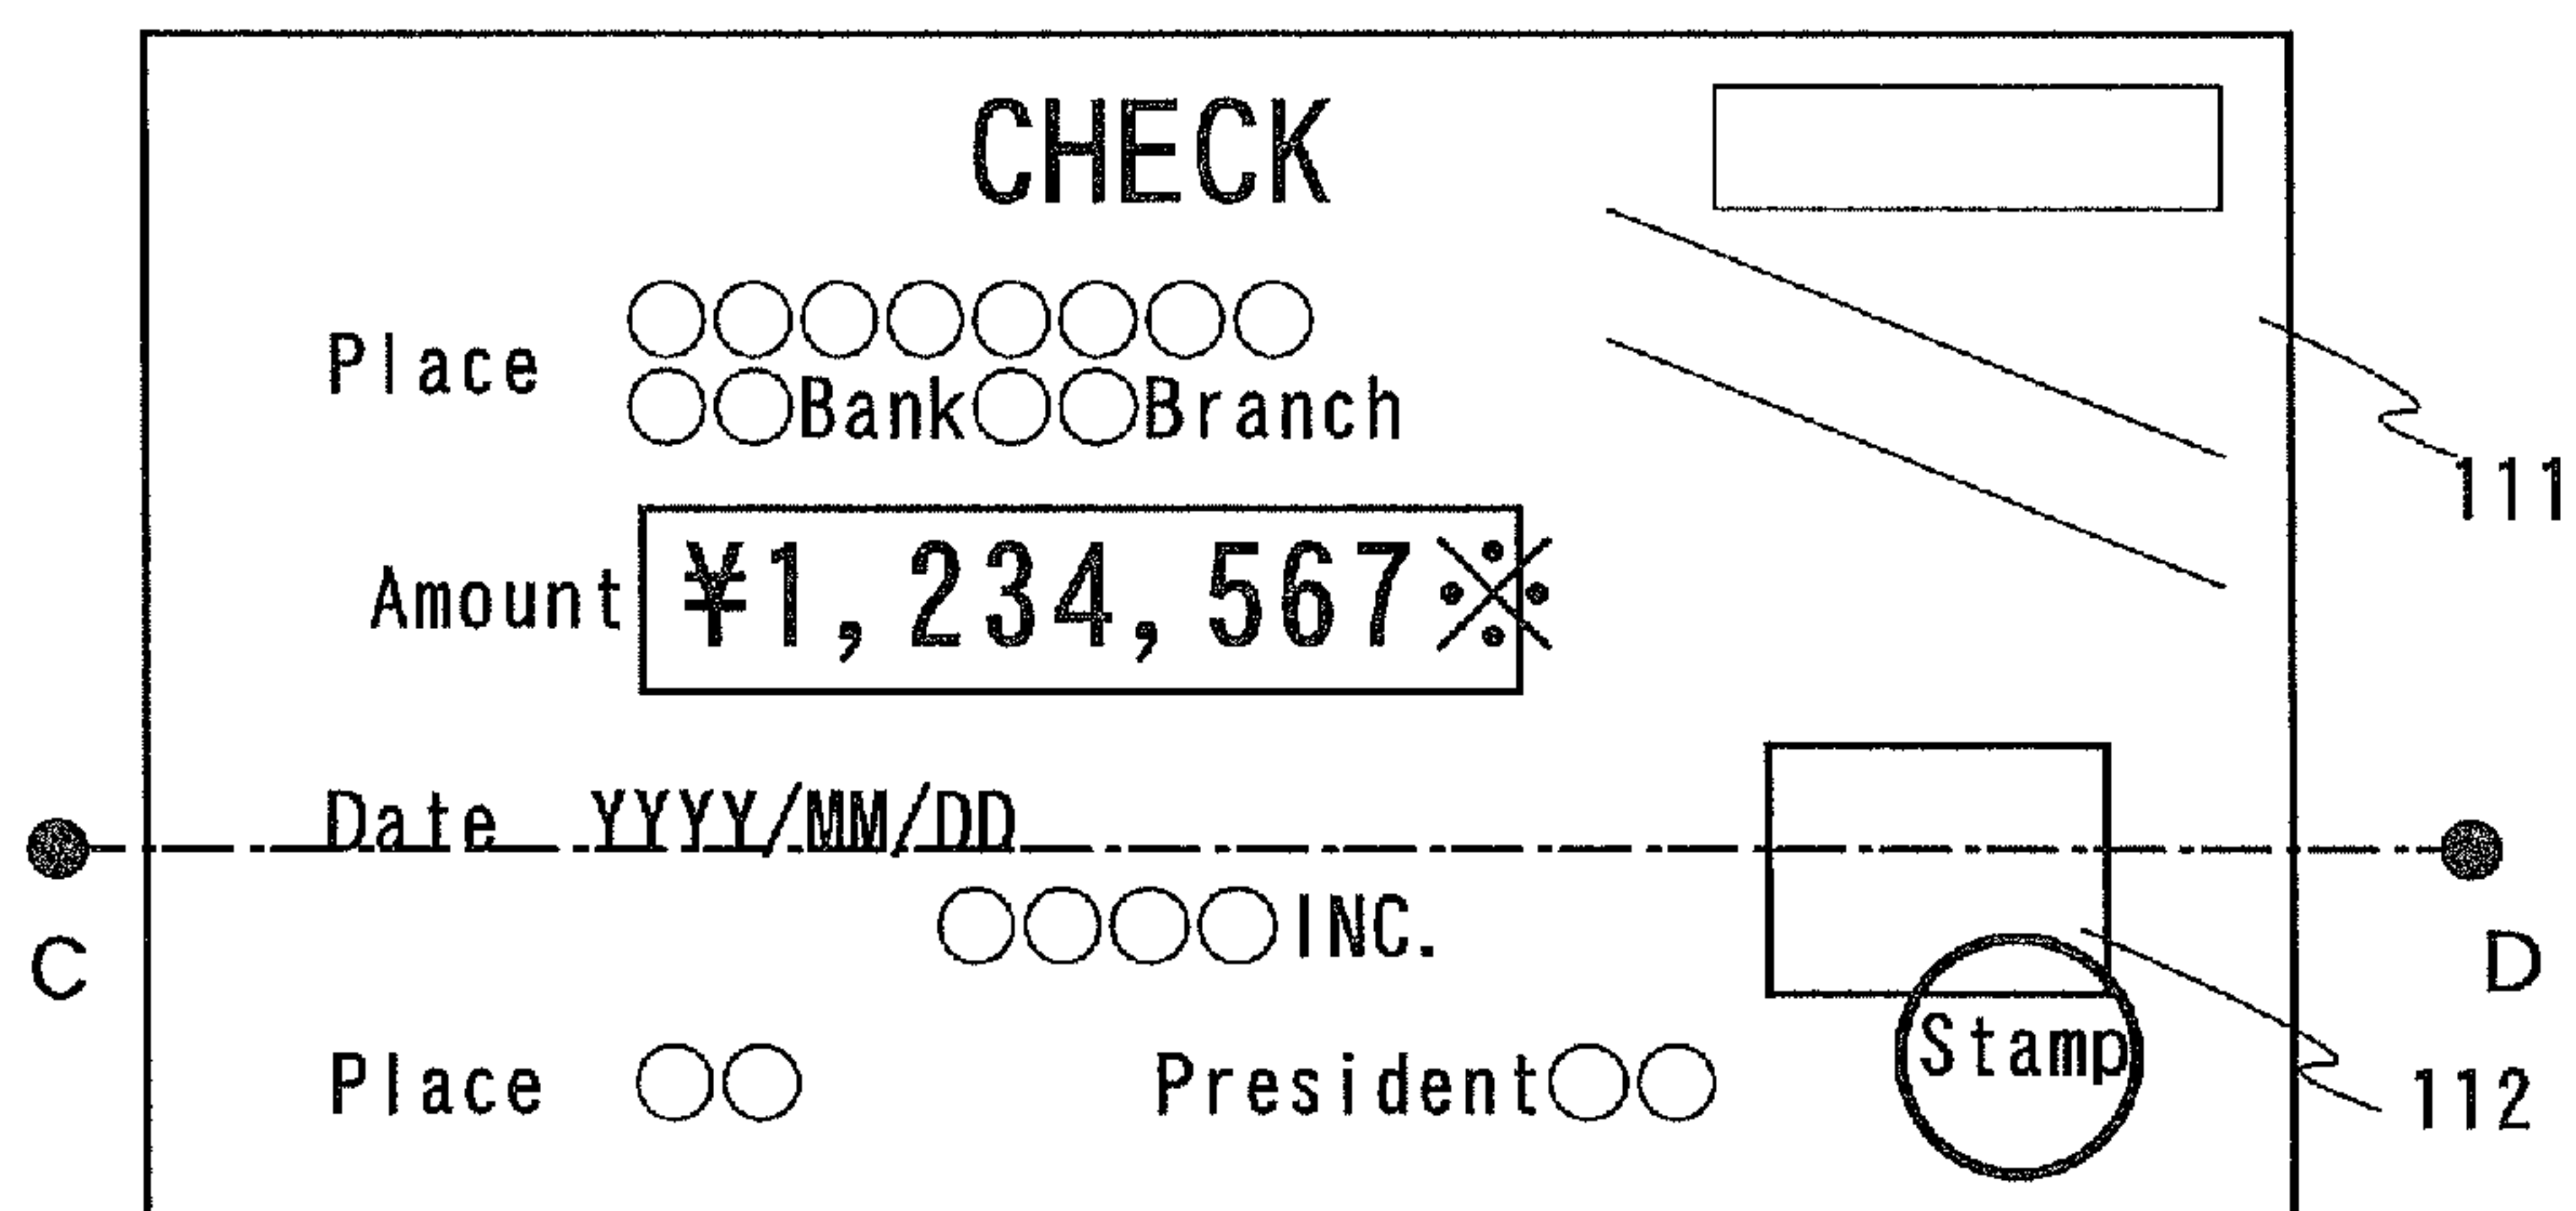 CHECK
Place ○○○○○○○○
○○Bank○○Branch
111
Amount ¥1,234,567※
Date YYYY/MM/DD
C D
○○○○INC.
Stamp
Place ○○ President○○
112